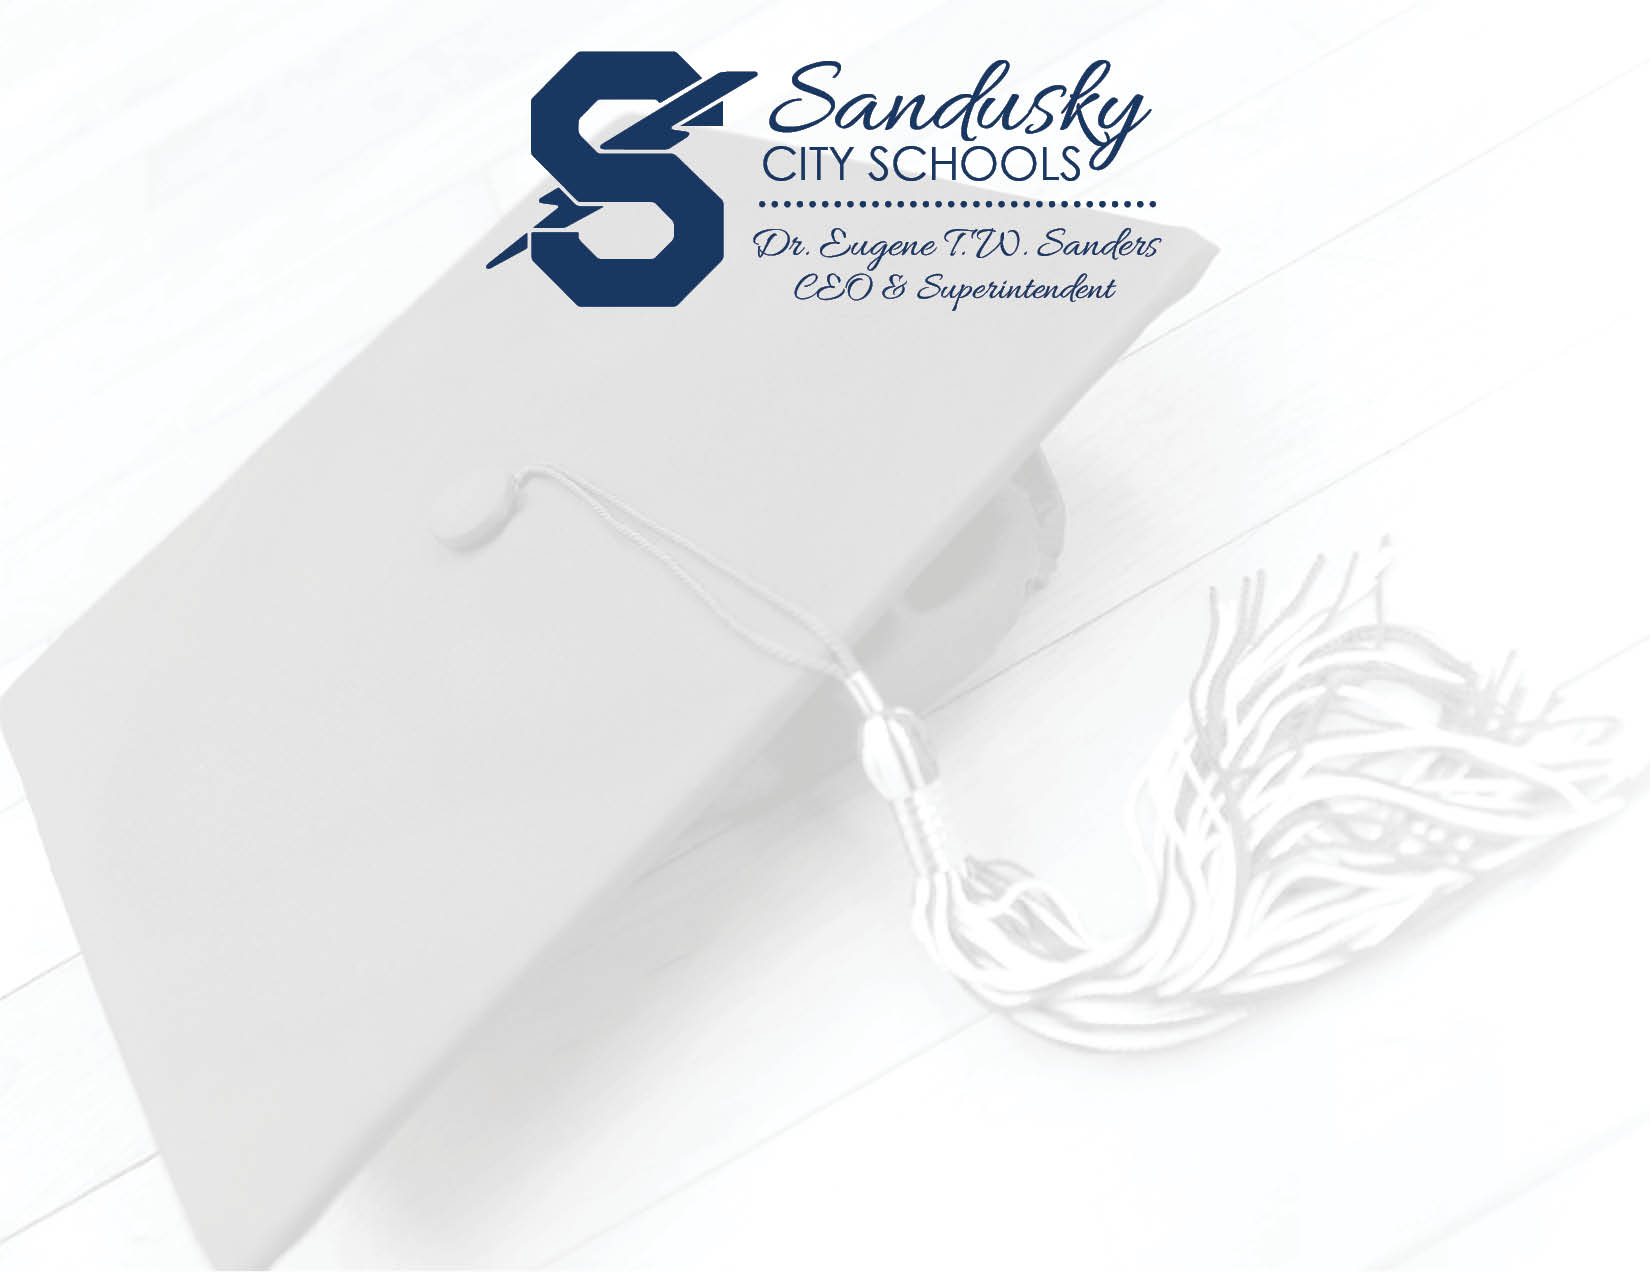 Sandusky
CITY SCHOOLS
Dr. Eugene T.W. Sanders
CEO & Superintendent